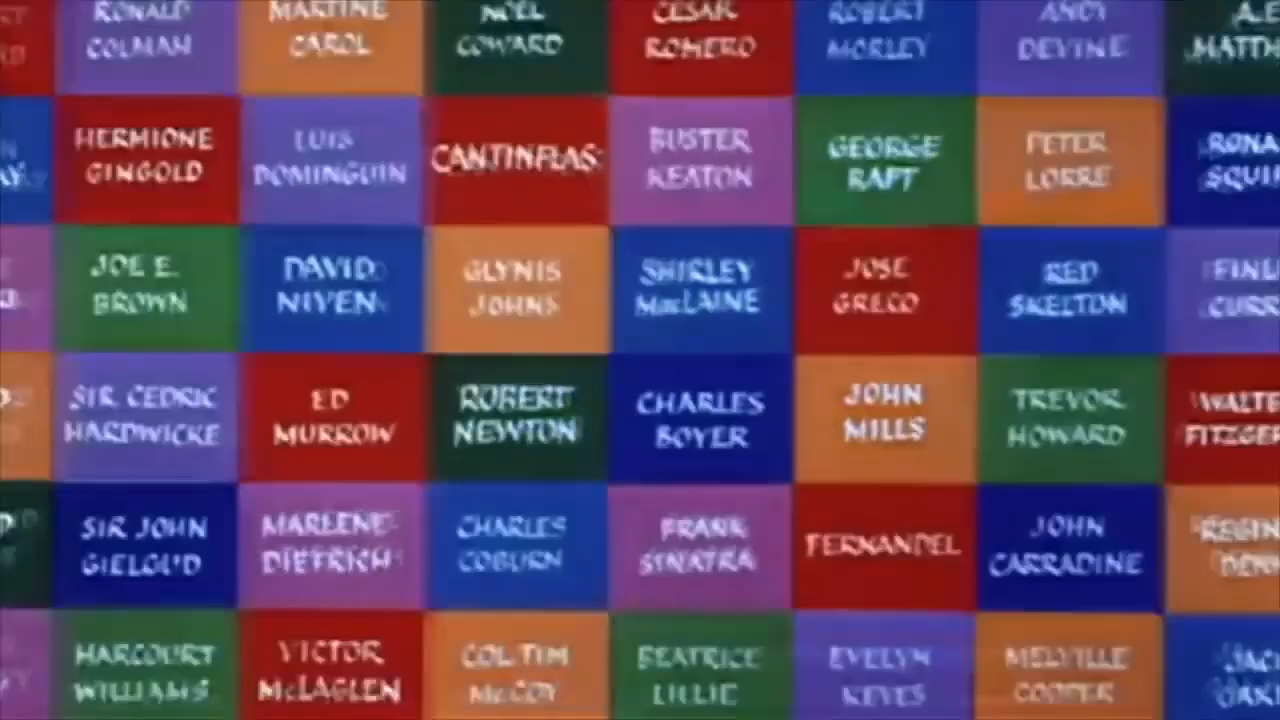 RONALD
COLMAN
MARTINE
CAROL
NOEL
COWARD
CESAR
ROMERO
ROBERT
MORLEY
ANDY
DEVINE
HERMIONE
GINGOLD
LUIS
DOMINGUIN
CANTINFLAS
BUSTER
KEATON
GEORGE
RAFT
PETER
LORRE
JOE E.
BROWN
DAVID
NIVEN
GLYNIS
JOHNS
SHIRLEY
MacLAINE
JOSE
GRECO
RED
SKELTON
SIR CEDRIC
HARDWICKE
ED
MURROW
ROBERT
NEWTON
CHARLES
BOYER
JOHN
MILLS
TREVOR
HOWARD
SIR JOHN
GIELGUD
MARLENE
DIETRICH
CHARLES
COBURN
FRANK
SINATRA
FERNANDEL
JOHN
CARRADINE
HARCOURT
WILLIAMS
VICTOR
McLAGLEN
COL. TIM
McCOY
BEATRICE
LILLIE
EVELYN
KEYES
MELVILLE
COOPER